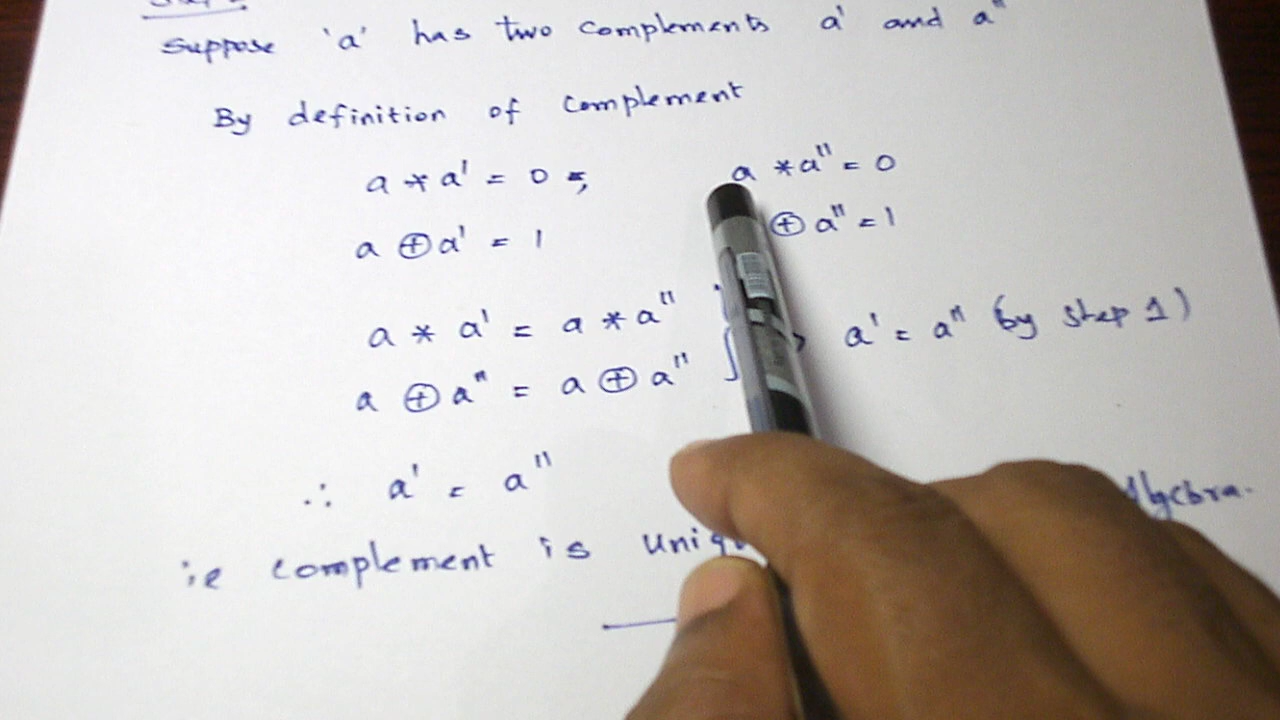 Suppose 'a' has two complements a' and a"
By definition of complement
a * a' = 0 ; a * a" = 0
a ⊕ a' = 1 ⊕ a" = 1
a * a' = a * a"
a ⊕ a" = a ⊕ a" } a' = a" (by step 1)
∴ a' = a"
ie complement is Algebra.